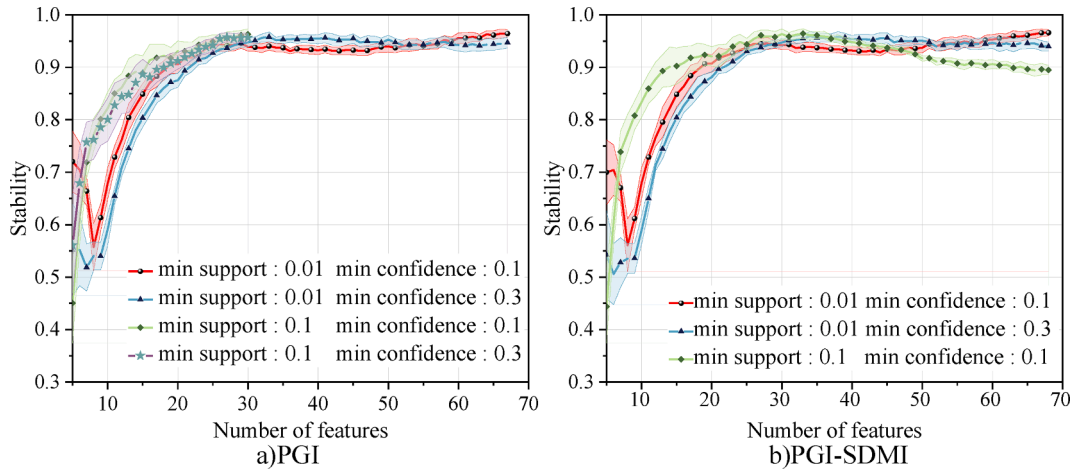 1.0
0.9
0.8
0.7
0.6
0.5
0.4
0.3
Stability
min support : 0.01 min confidence : 0.1
min support : 0.01 min confidence : 0.3
min support : 0.1 min confidence : 0.1
min support : 0.1 min confidence : 0.3
10 20 30 40 50 60 70
Number of features
a)PGI
1.0
0.9
0.8
0.7
0.6
0.5
0.4
0.3
Stability
min support : 0.01 min confidence : 0.1
min support : 0.01 min confidence : 0.3
min support : 0.1 min confidence : 0.1
10 20 30 40 50 60 70
Number of features
b)PGI-SDMI